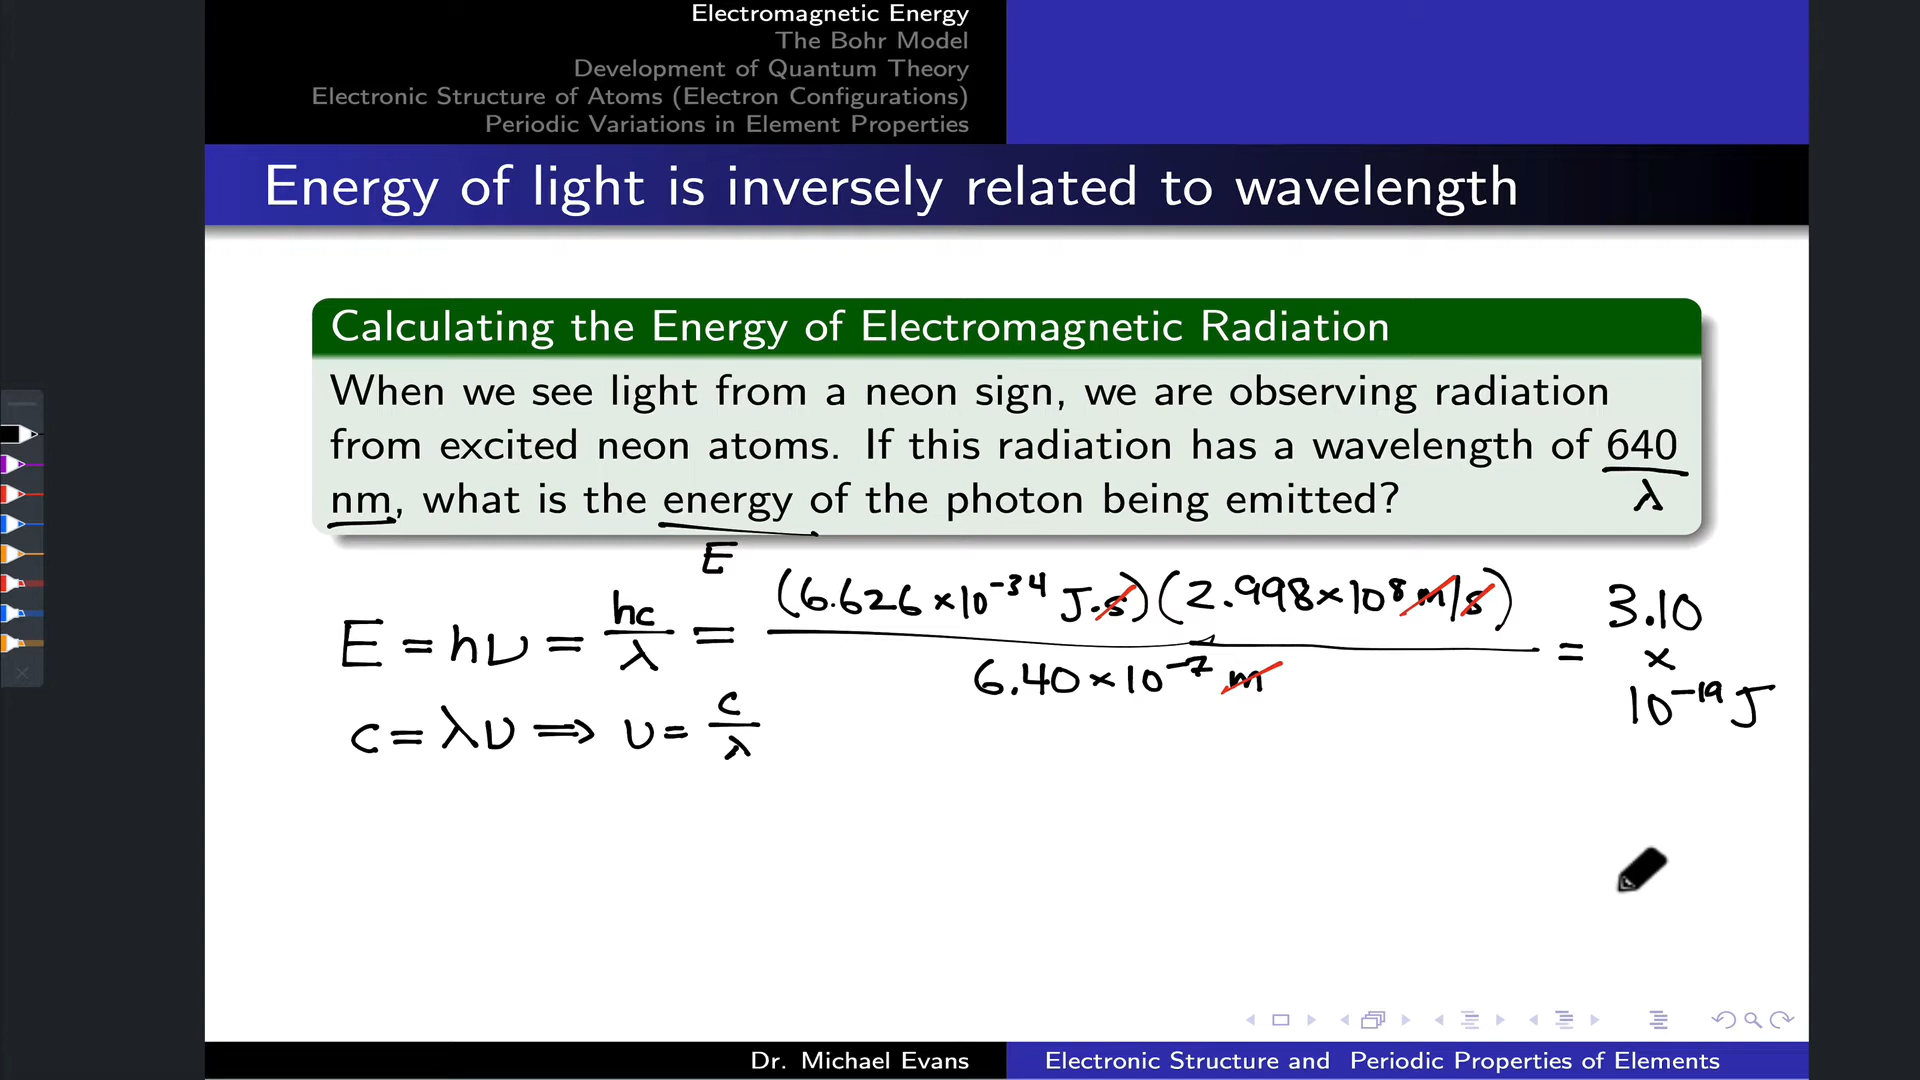 Electromagnetic Energy
The Bohr Model
Development of Quantum Theory
Electronic Structure of Atoms (Electron Configurations)
Periodic Variations in Element Properties
Energy of light is inversely related to wavelength
Calculating the Energy of Electromagnetic Radiation
When we see light from a neon sign, we are observing radiation
from excited neon atoms. If this radiation has a wavelength of 640
nm, what is the energy of the photon being emitted?
λ
E
E = hν = hc/λ = (6.626×10⁻³⁴ J·s)(2.998×10⁸ m/s) / 6.40×10⁻⁷ m = 3.10 × 10⁻¹⁹ J
c = λν ⟹ ν = c/λ
Dr. Michael Evans
Electronic Structure and Periodic Properties of Elements